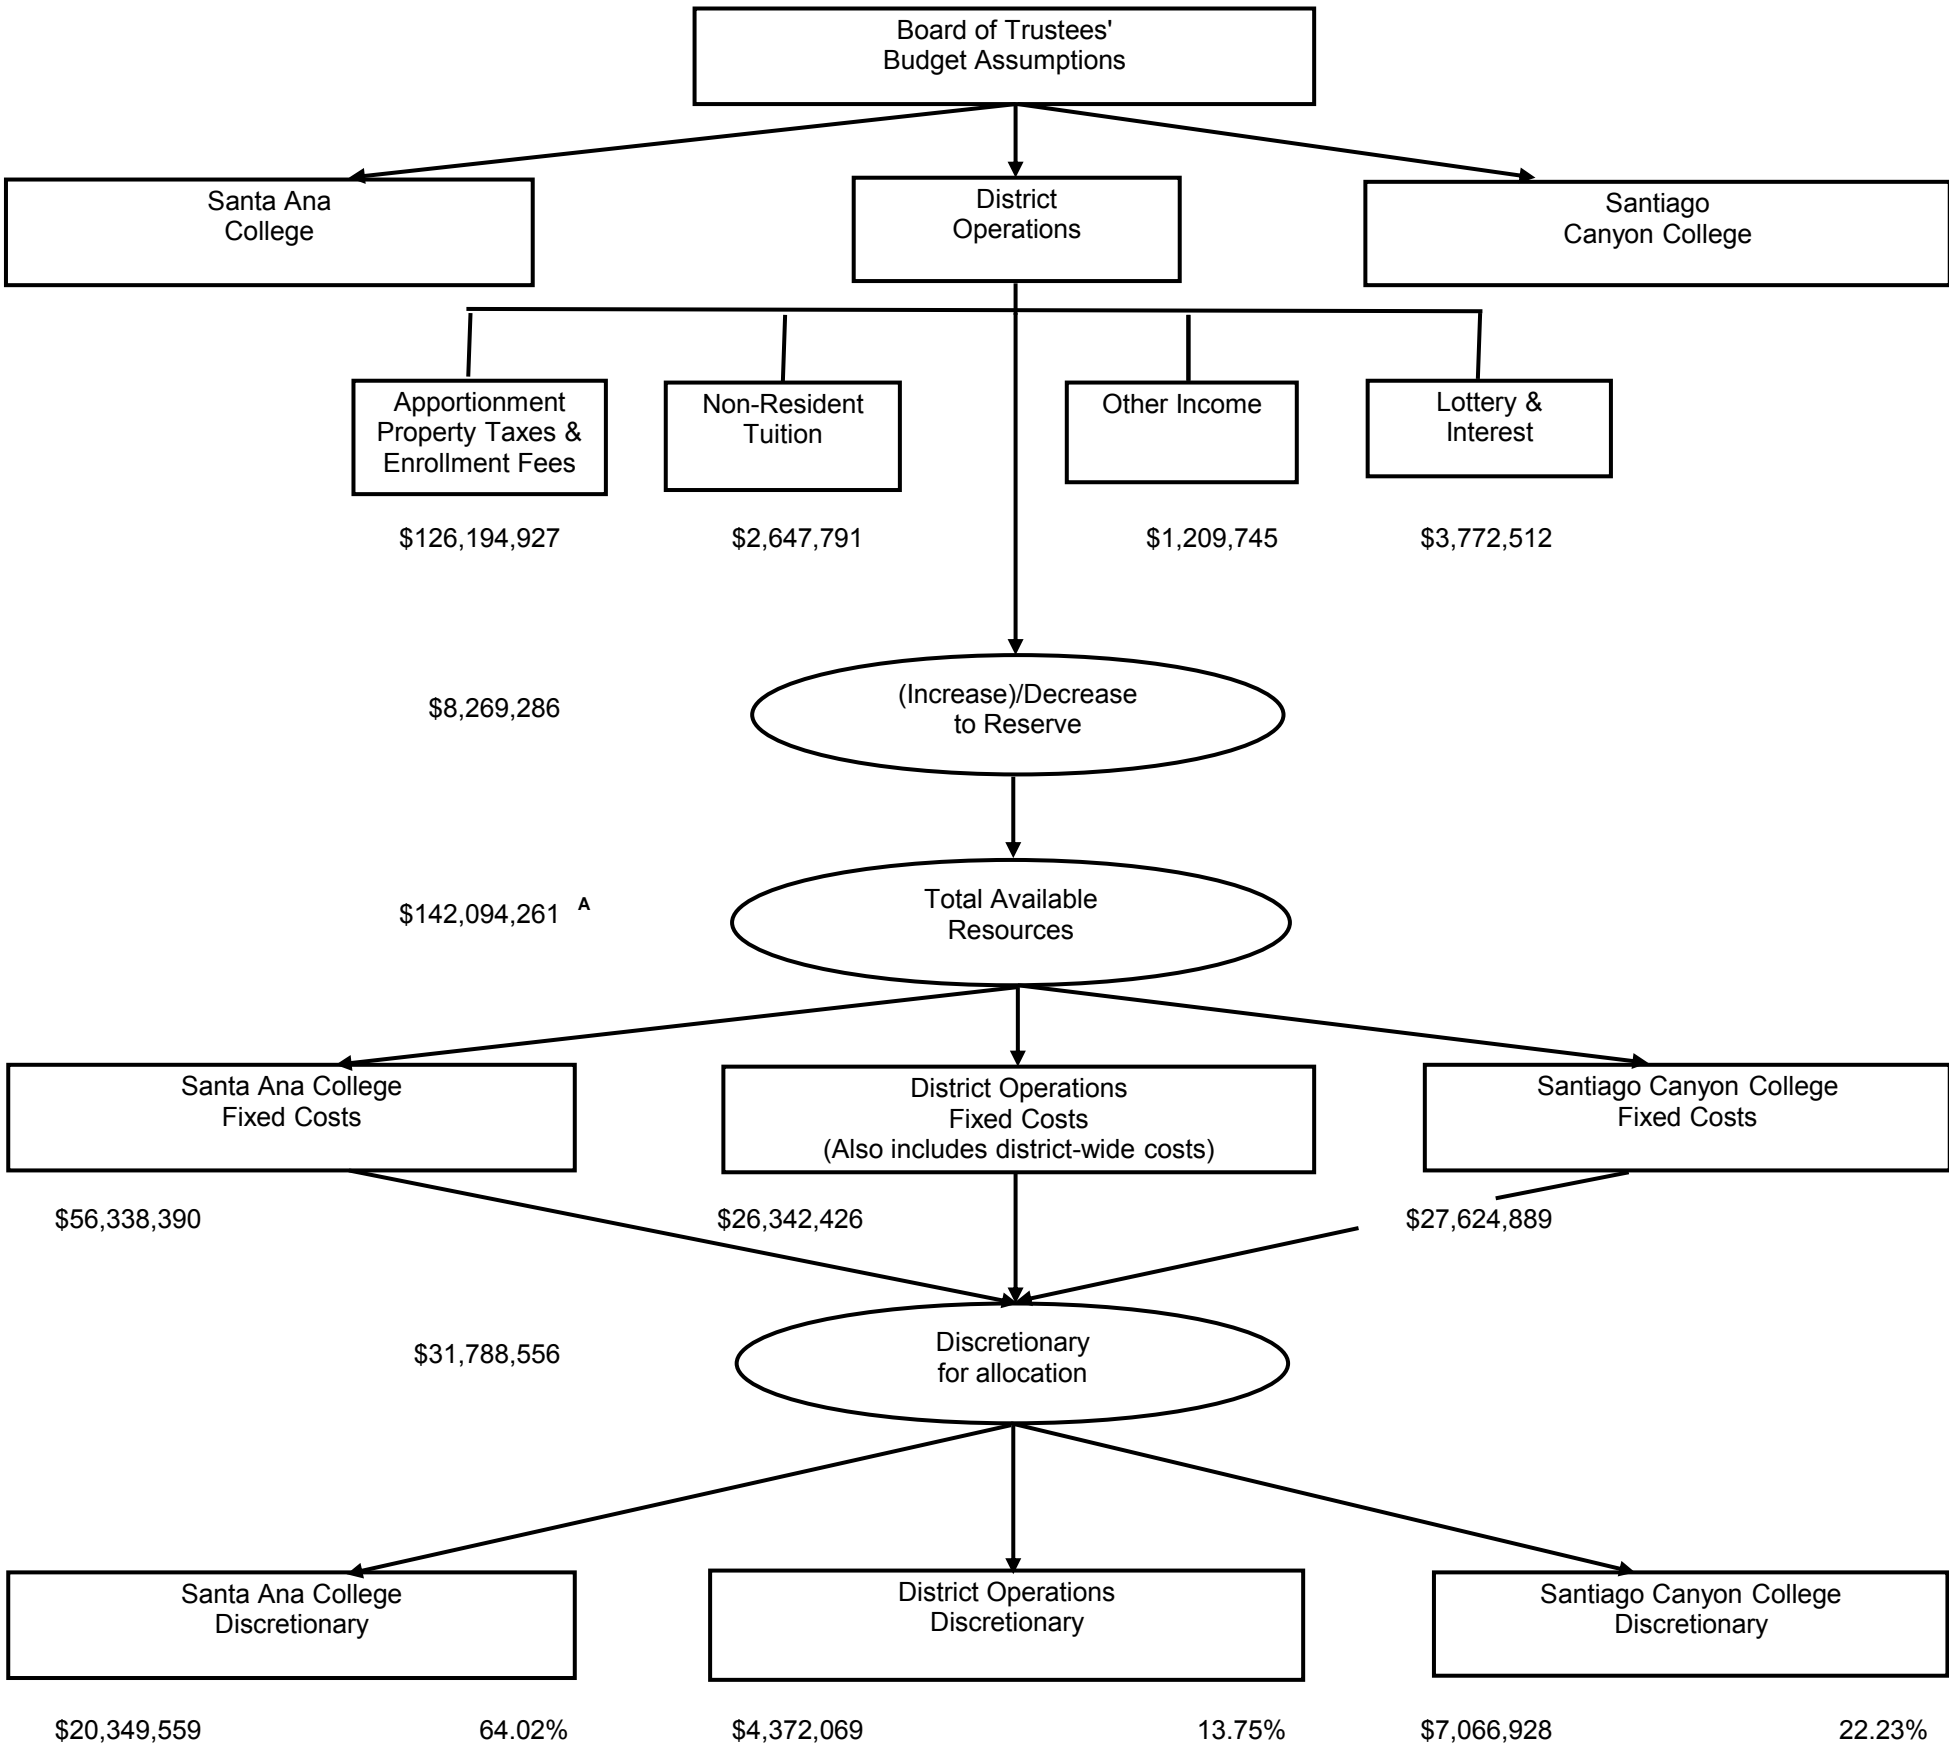 Board of Trustees'
Budget Assumptions
Santa Ana
College
District
Operations
Santiago
Canyon College
Apportionment
Property Taxes &
Enrollment Fees
Non-Resident
Tuition
Other Income
Lottery &
Interest
$126,194,927
$2,647,791
$1,209,745
$3,772,512
$8,269,286
(Increase)/Decrease
to Reserve
$142,094,261 A
Total Available
Resources
Santa Ana College
Fixed Costs
District Operations
Fixed Costs
(Also includes district-wide costs)
Santiago Canyon College
Fixed Costs
$56,338,390
$26,342,426
$27,624,889
$31,788,556
Discretionary
for allocation
Santa Ana College
Discretionary
District Operations
Discretionary
Santiago Canyon College
Discretionary
$20,349,559 64.02%
$4,372,069 13.75%
$7,066,928 22.23%